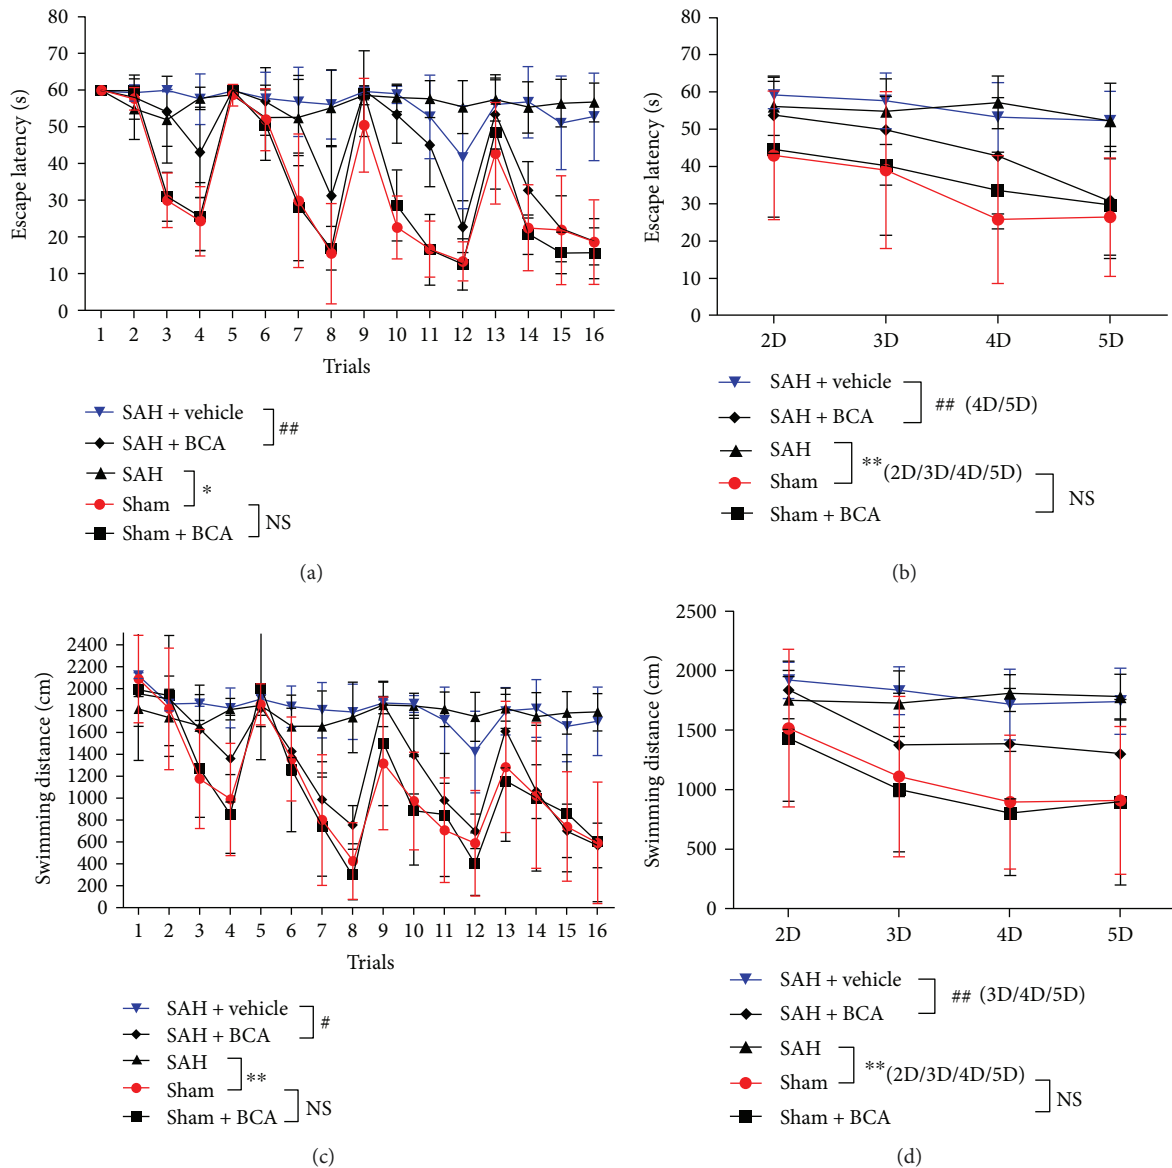 80
70
60
50
40
30
20
10
0
Escape latency (s)
1 2 3 4 5 6 7 8 9 10 11 12 13 14 15 16
Trials
SAH + vehicle
SAH + BCA
##
SAH
Sham
*
Sham + BCA
NS
(a)
80
70
60
50
40
30
20
10
0
Escape latency (s)
2D 3D 4D 5D
SAH + vehicle
SAH + BCA
## (4D/5D)
SAH
Sham
**(2D/3D/4D/5D)
Sham + BCA
NS
(b)
2400
2200
2000
1800
1600
1400
1200
1000
800
600
400
200
0
Swimming distance (cm)
1 2 3 4 5 6 7 8 9 10 11 12 13 14 15 16
Trials
SAH + vehicle
SAH + BCA
#
SAH
Sham
**
Sham + BCA
NS
(c)
2500
2000
1500
1000
500
0
Swimming distance (cm)
2D 3D 4D 5D
SAH + vehicle
SAH + BCA
## (3D/4D/5D)
SAH
Sham
**(2D/3D/4D/5D)
Sham + BCA
NS
(d)